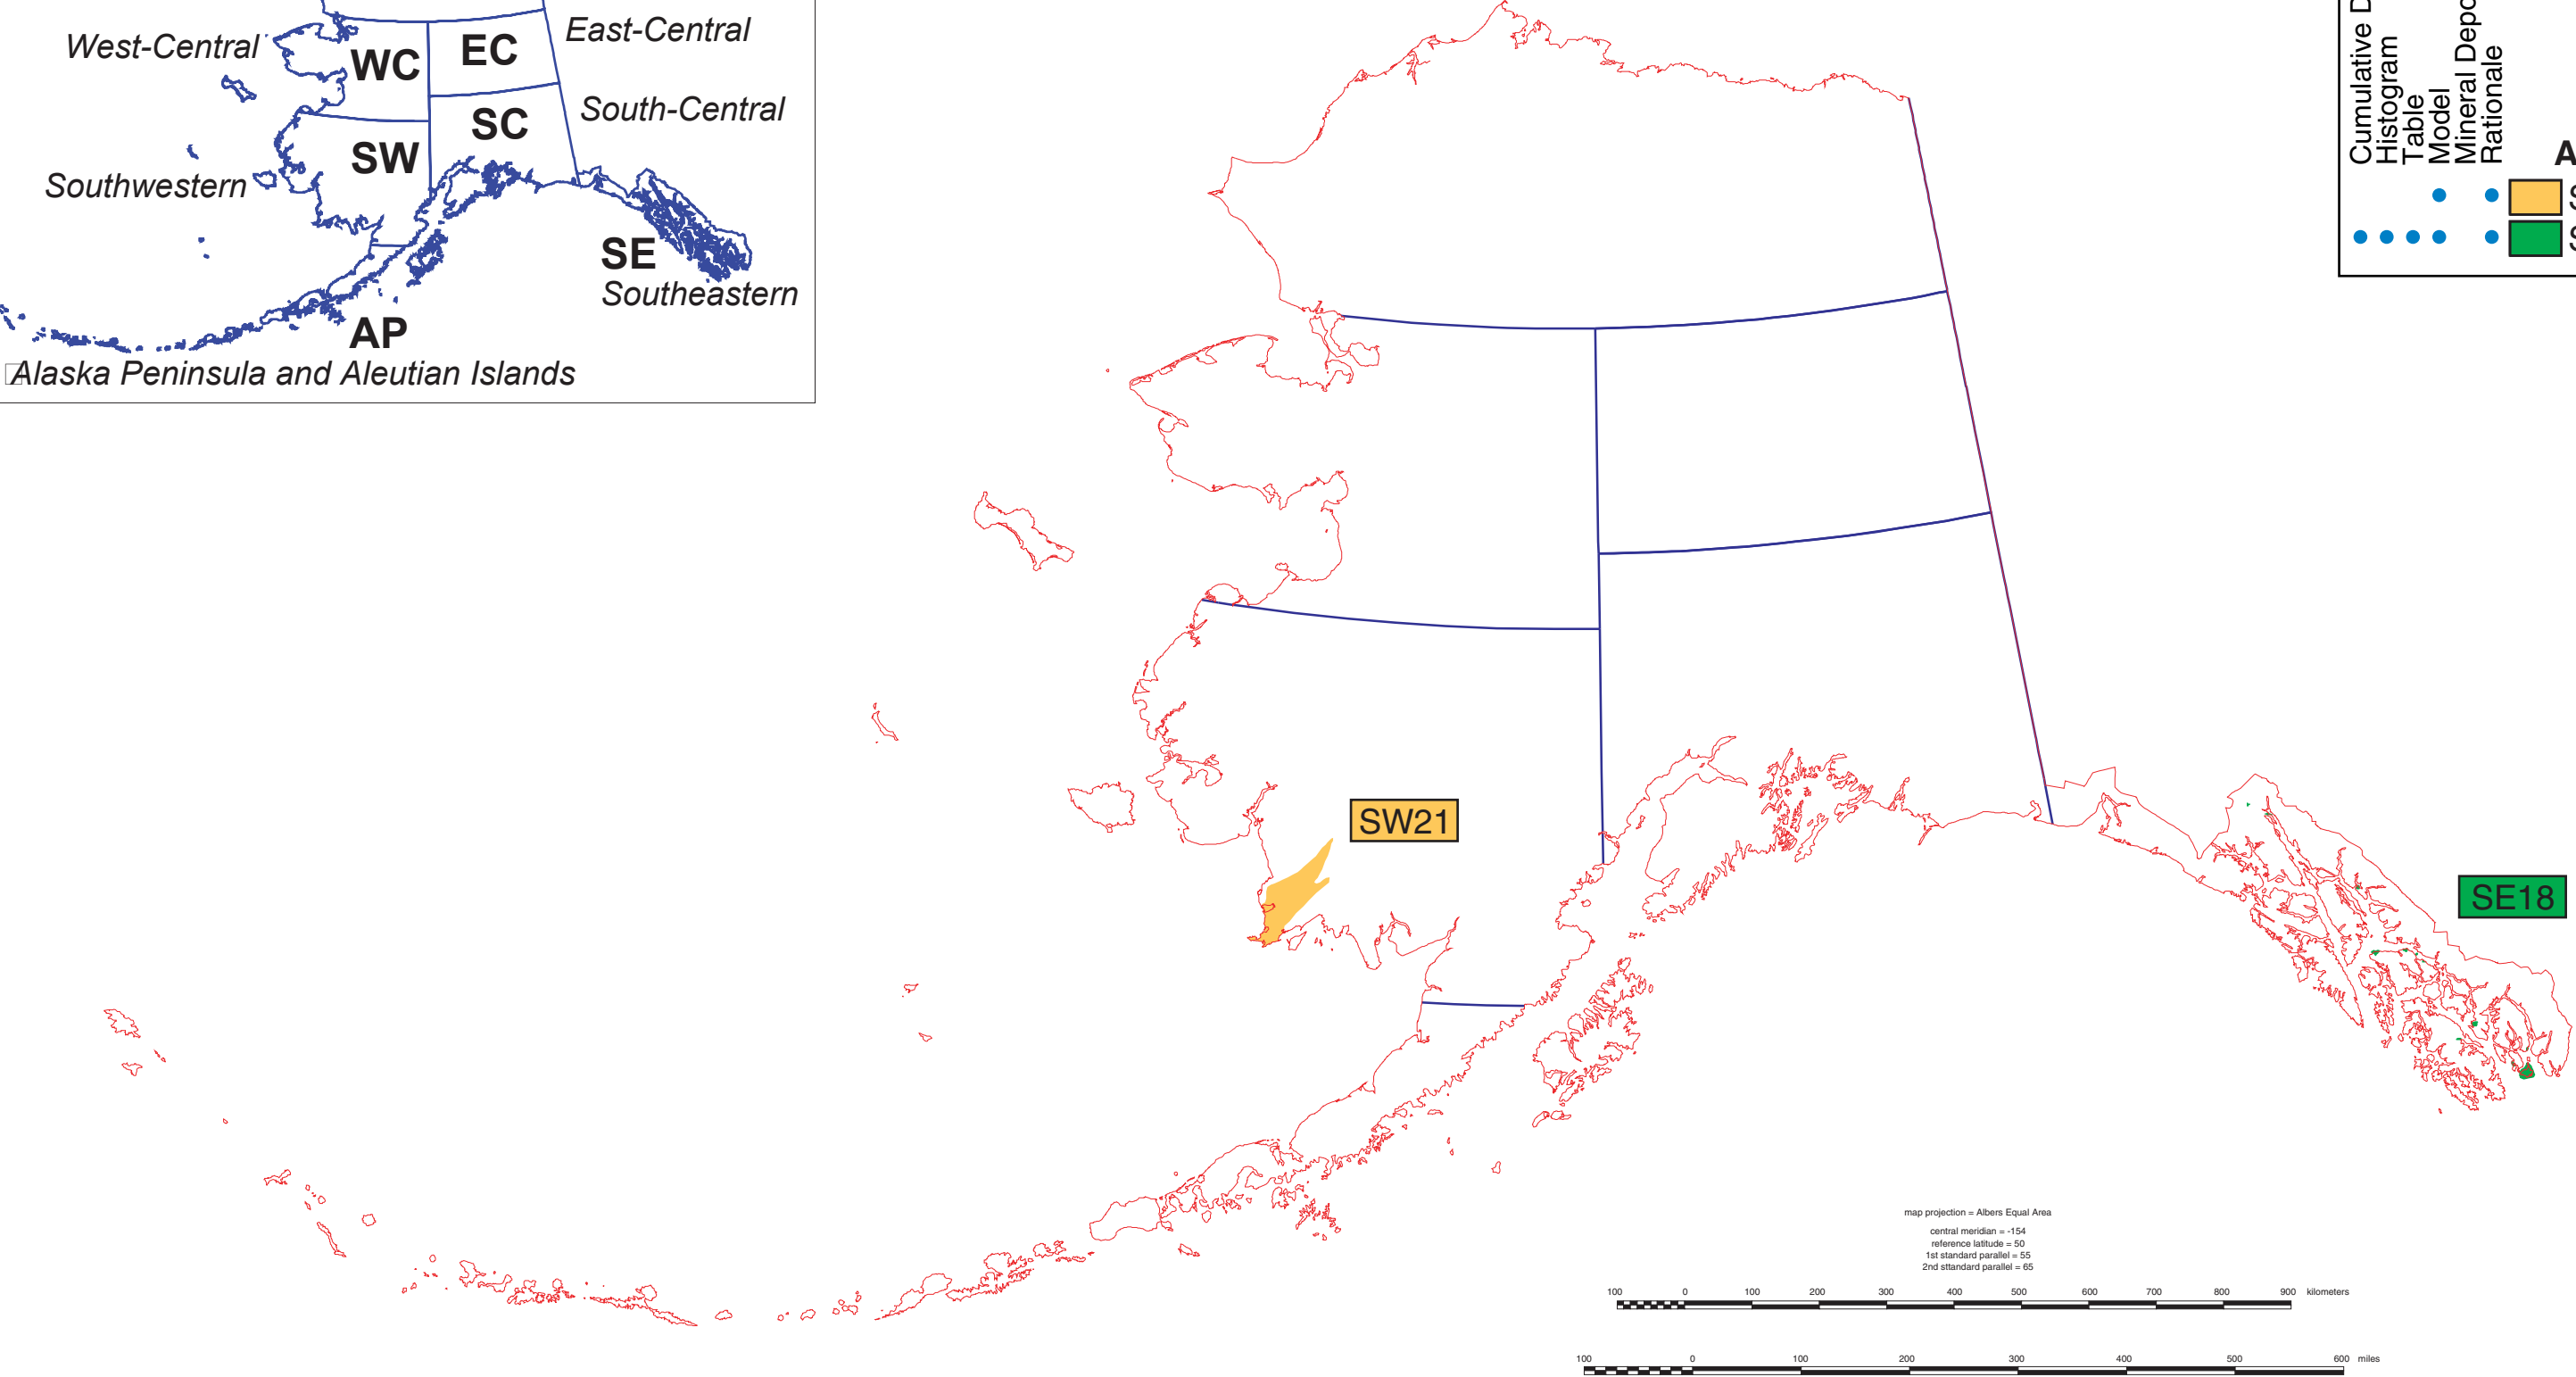 West-Central
WC
EC
East-Central
South-Central
SC
SW
Southwestern
SE
Southeastern
AP
Alaska Peninsula and Aleutian Islands
Cumulative
Histogram
Table
Model
Mineral
Rationale
SW21
SE18
map projection = Albers Equal Area
central meridian = -154
reference latitude = 50
1st standard parallel = 55
2nd sttandard parallel = 65
100 0 100 200 300 400 500 600 700 800 900 kilometers
100 0 100 200 300 400 500 600 miles